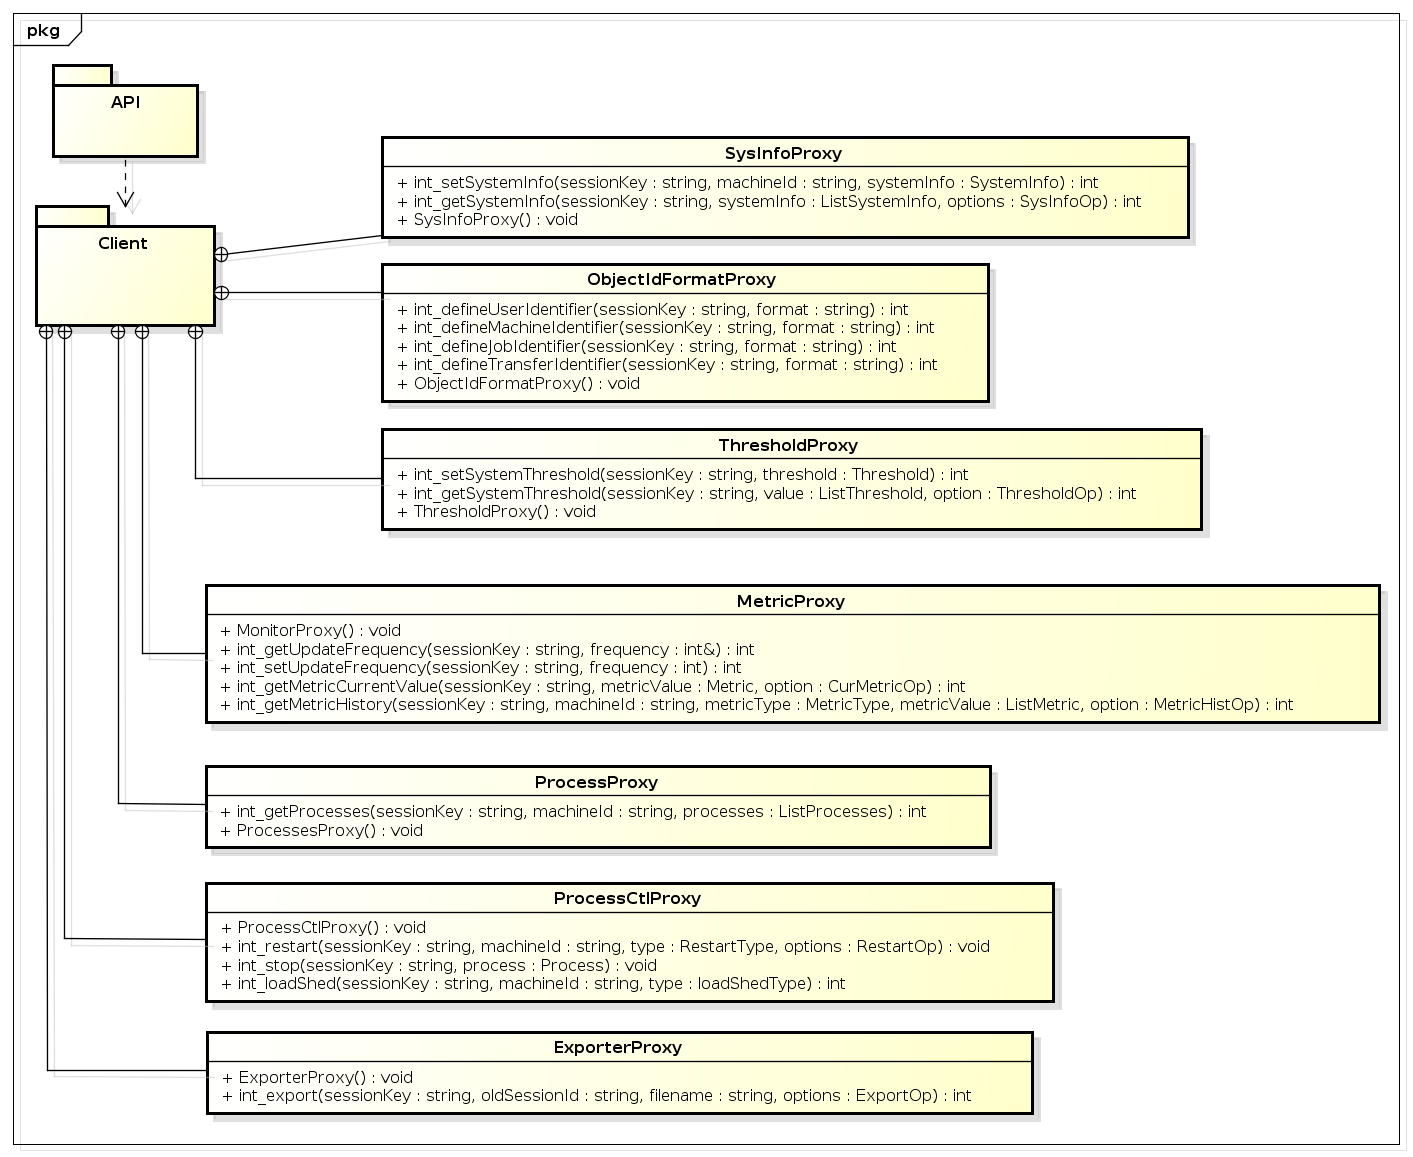 pkg
API
Client
SysInfoProxy
+ int_setSystemInfo(sessionKey : string, machineId : string, systemInfo : SystemInfo) : int
+ int_getSystemInfo(sessionKey : string, systemInfo : ListSystemInfo, options : SysInfoOp) : int
+ SysInfoProxy() : void
ObjectIdFormatProxy
+ int_defineUserIdentifier(sessionKey : string, format : string) : int
+ int_defineMachineIdentifier(sessionKey : string, format : string) : int
+ int_defineJobIdentifier(sessionKey : string, format : string) : int
+ int_defineTransferIdentifier(sessionKey : string, format : string) : int
+ ObjectIdFormatProxy() : void
ThresholdProxy
+ int_setSystemThreshold(sessionKey : string, threshold : Threshold) : int
+ int_getSystemThreshold(sessionKey : string, value : ListThreshold, option : ThresholdOp) : int
+ ThresholdProxy() : void
MetricProxy
+ MonitorProxy() : void
+ int_getUpdateFrequency(sessionKey : string, frequency : int&) : int
+ int_setUpdateFrequency(sessionKey : string, frequency : int) : int
+ int_getMetricCurrentValue(sessionKey : string, metricValue : Metric, option : CurMetricOp) : int
+ int_getMetricHistory(sessionKey : string, machineId : string, metricType : MetricType, metricValue : ListMetric, option : MetricHistOp) : int
ProcessProxy
+ int_getProcesses(sessionKey : string, machineId : string, processes : ListProcesses) : int
+ ProcessesProxy() : void
ProcessCtlProxy
+ ProcessCtlProxy() : void
+ int_restart(sessionKey : string, machineId : string, type : RestartType, options : RestartOp) : void
+ int_stop(sessionKey : string, process : Process) : void
+ int_loadShed(sessionKey : string, machineId : string, type : loadShedType) : int
ExporterProxy
+ ExporterProxy() : void
+ int_export(sessionKey : string, oldSessionId : string, filename : string, options : ExportOp) : int